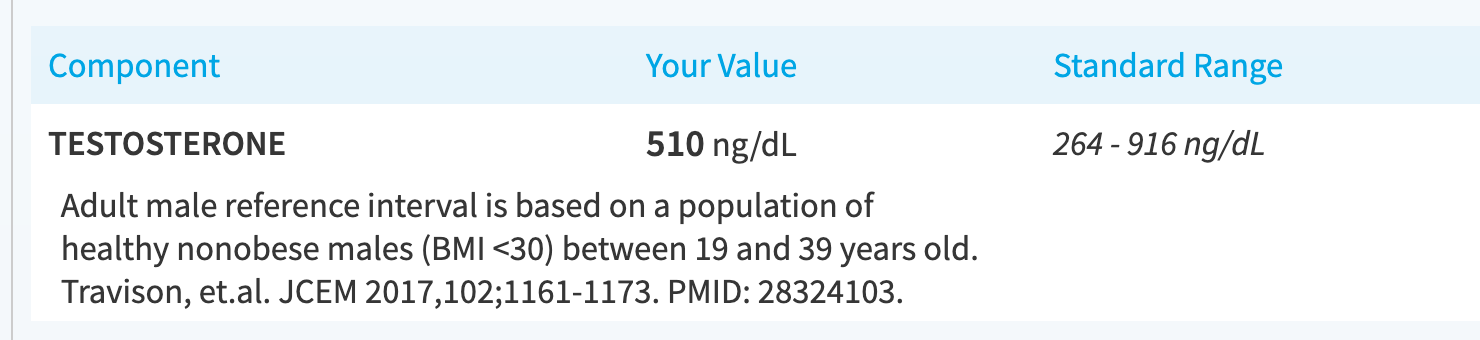 Component Your Value Standard Range
TESTOSTERONE 510 ng/dL 264 - 916 ng/dL
Adult male reference interval is based on a population of
healthy nonobese males (BMI <30) between 19 and 39 years old.
Travison, et.al. JCEM 2017,102;1161-1173. PMID: 28324103.